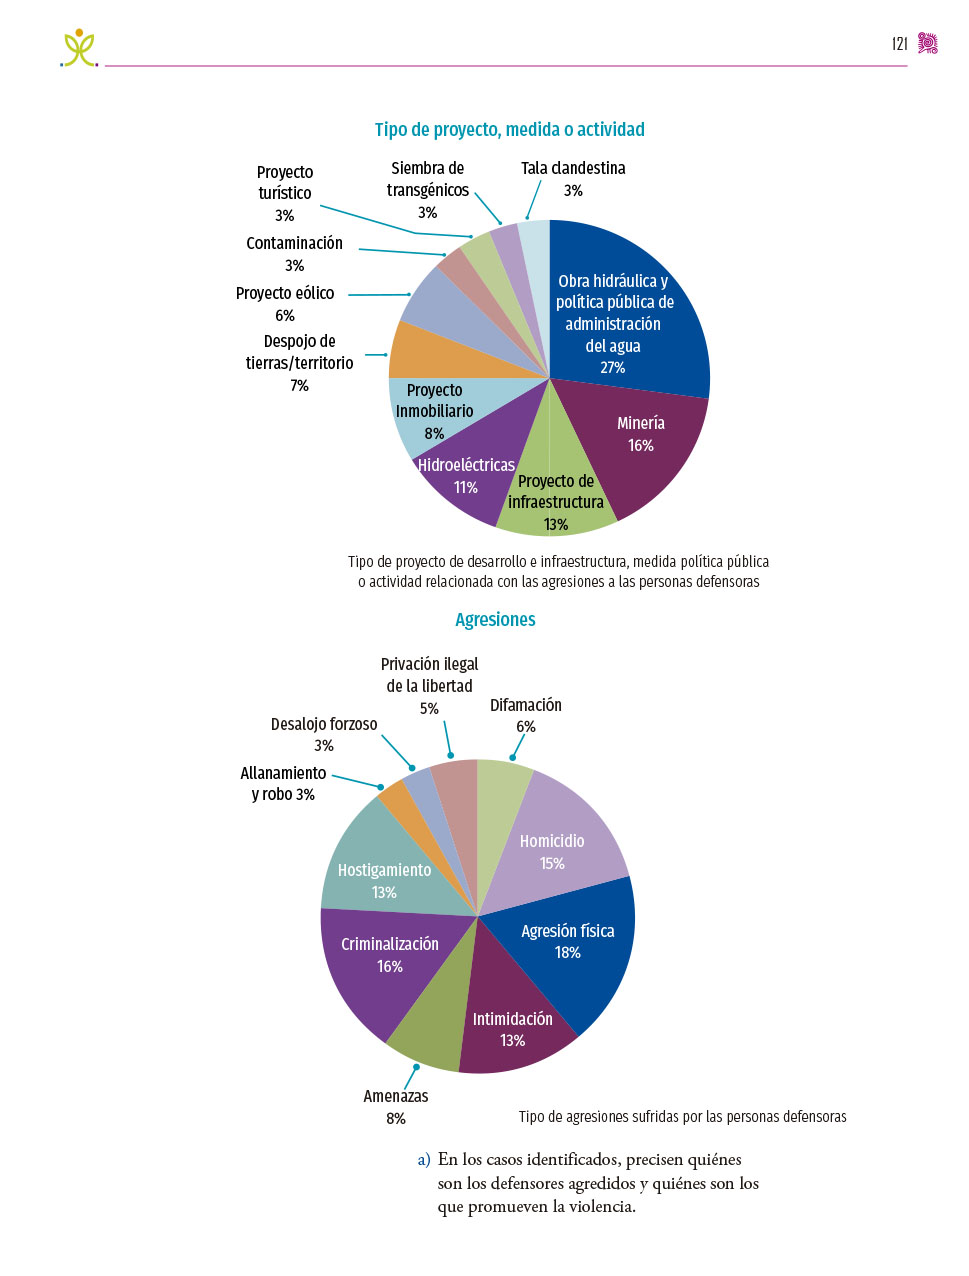 121
Tipo de proyecto, medida o actividad
Proyecto
turístico
3%
Siembra de
transgénicos
3%
Tala clandestina
3%
Contaminación
3%
Proyecto eólico
6%
Despojo de
tierras/territorio
7%
Obra hidráulica y
política pública de
administración
del agua
27%
Proyecto
Inmobiliario
8%
Minería
16%
Hidroeléctricas
11%
Proyecto de
infraestructura
13%
Tipo de proyecto de desarrollo e infraestructura, medida política pública
o actividad relacionada con las agresiones a las personas defensoras
Agresiones
Privación ilegal
de la libertad
5%
Difamación
6%
Desalojo forzoso
3%
Allanamiento
y robo 3%
Homicidio
15%
Hostigamiento
13%
Agresión física
18%
Criminalización
16%
Intimidación
13%
Amenazas
8%
Tipo de agresiones sufridas por las personas defensoras
a) En los casos identificados, precisen quiénes
son los defensores agredidos y quiénes son los
que promueven la violencia.